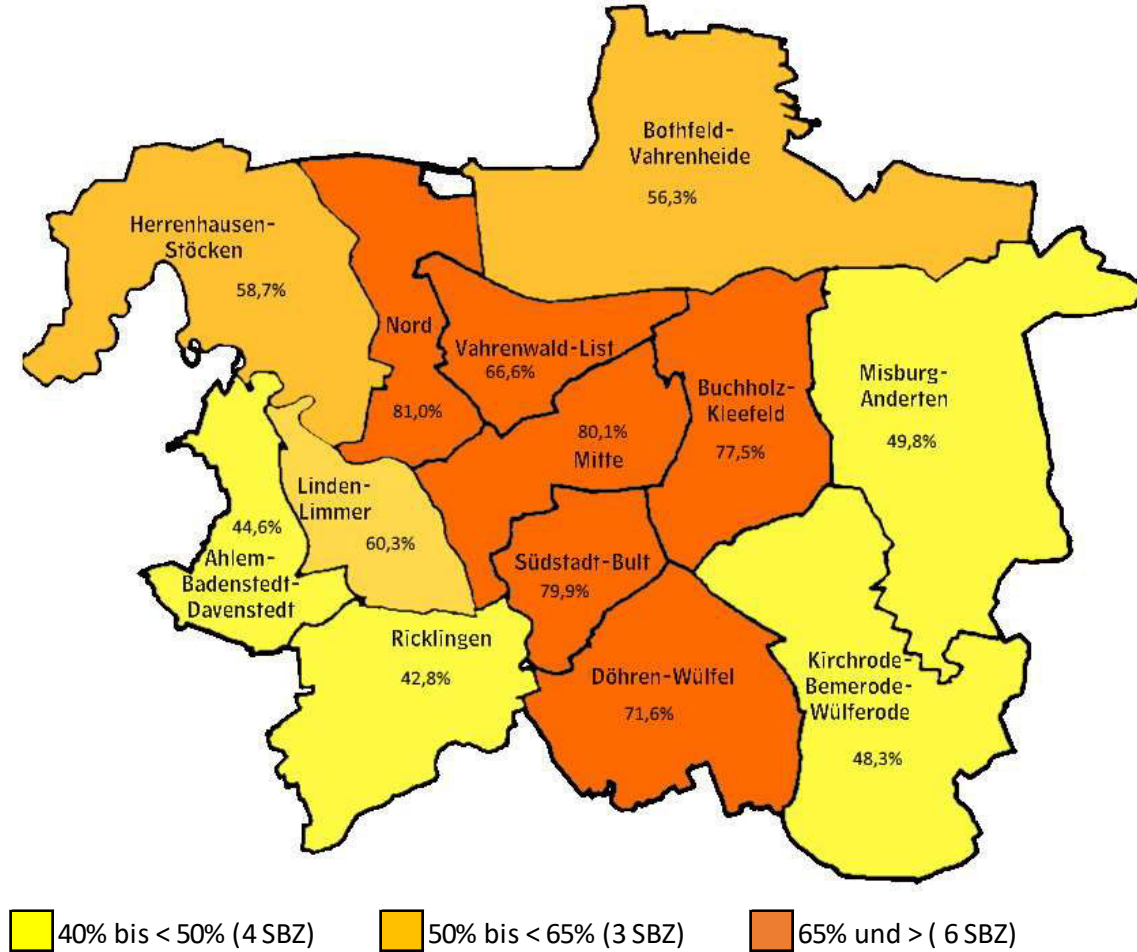 Bothfeld-
Vahrenheide
56,3%
Herrenhausen-
Stöcken
58,7%
Nord
81,0%
Vahrenwald-List
66,6%
Buchholz-
Kleefeld
77,5%
Misburg-
Anderten
49,8%
80,1%
Mitte
Linden-
Limmer
60,3%
44,6%
Ahlem-
Badenstedt-
Davenstedt
Südstadt-Bult
79,9%
Ricklingen
42,8%
Döhren-Wülfel
71,6%
Kirchrode-
Bemerode-
Wülferode
48,3%
40% bis < 50% (4 SBZ)
50% bis < 65% (3 SBZ)
65% und > ( 6 SBZ)